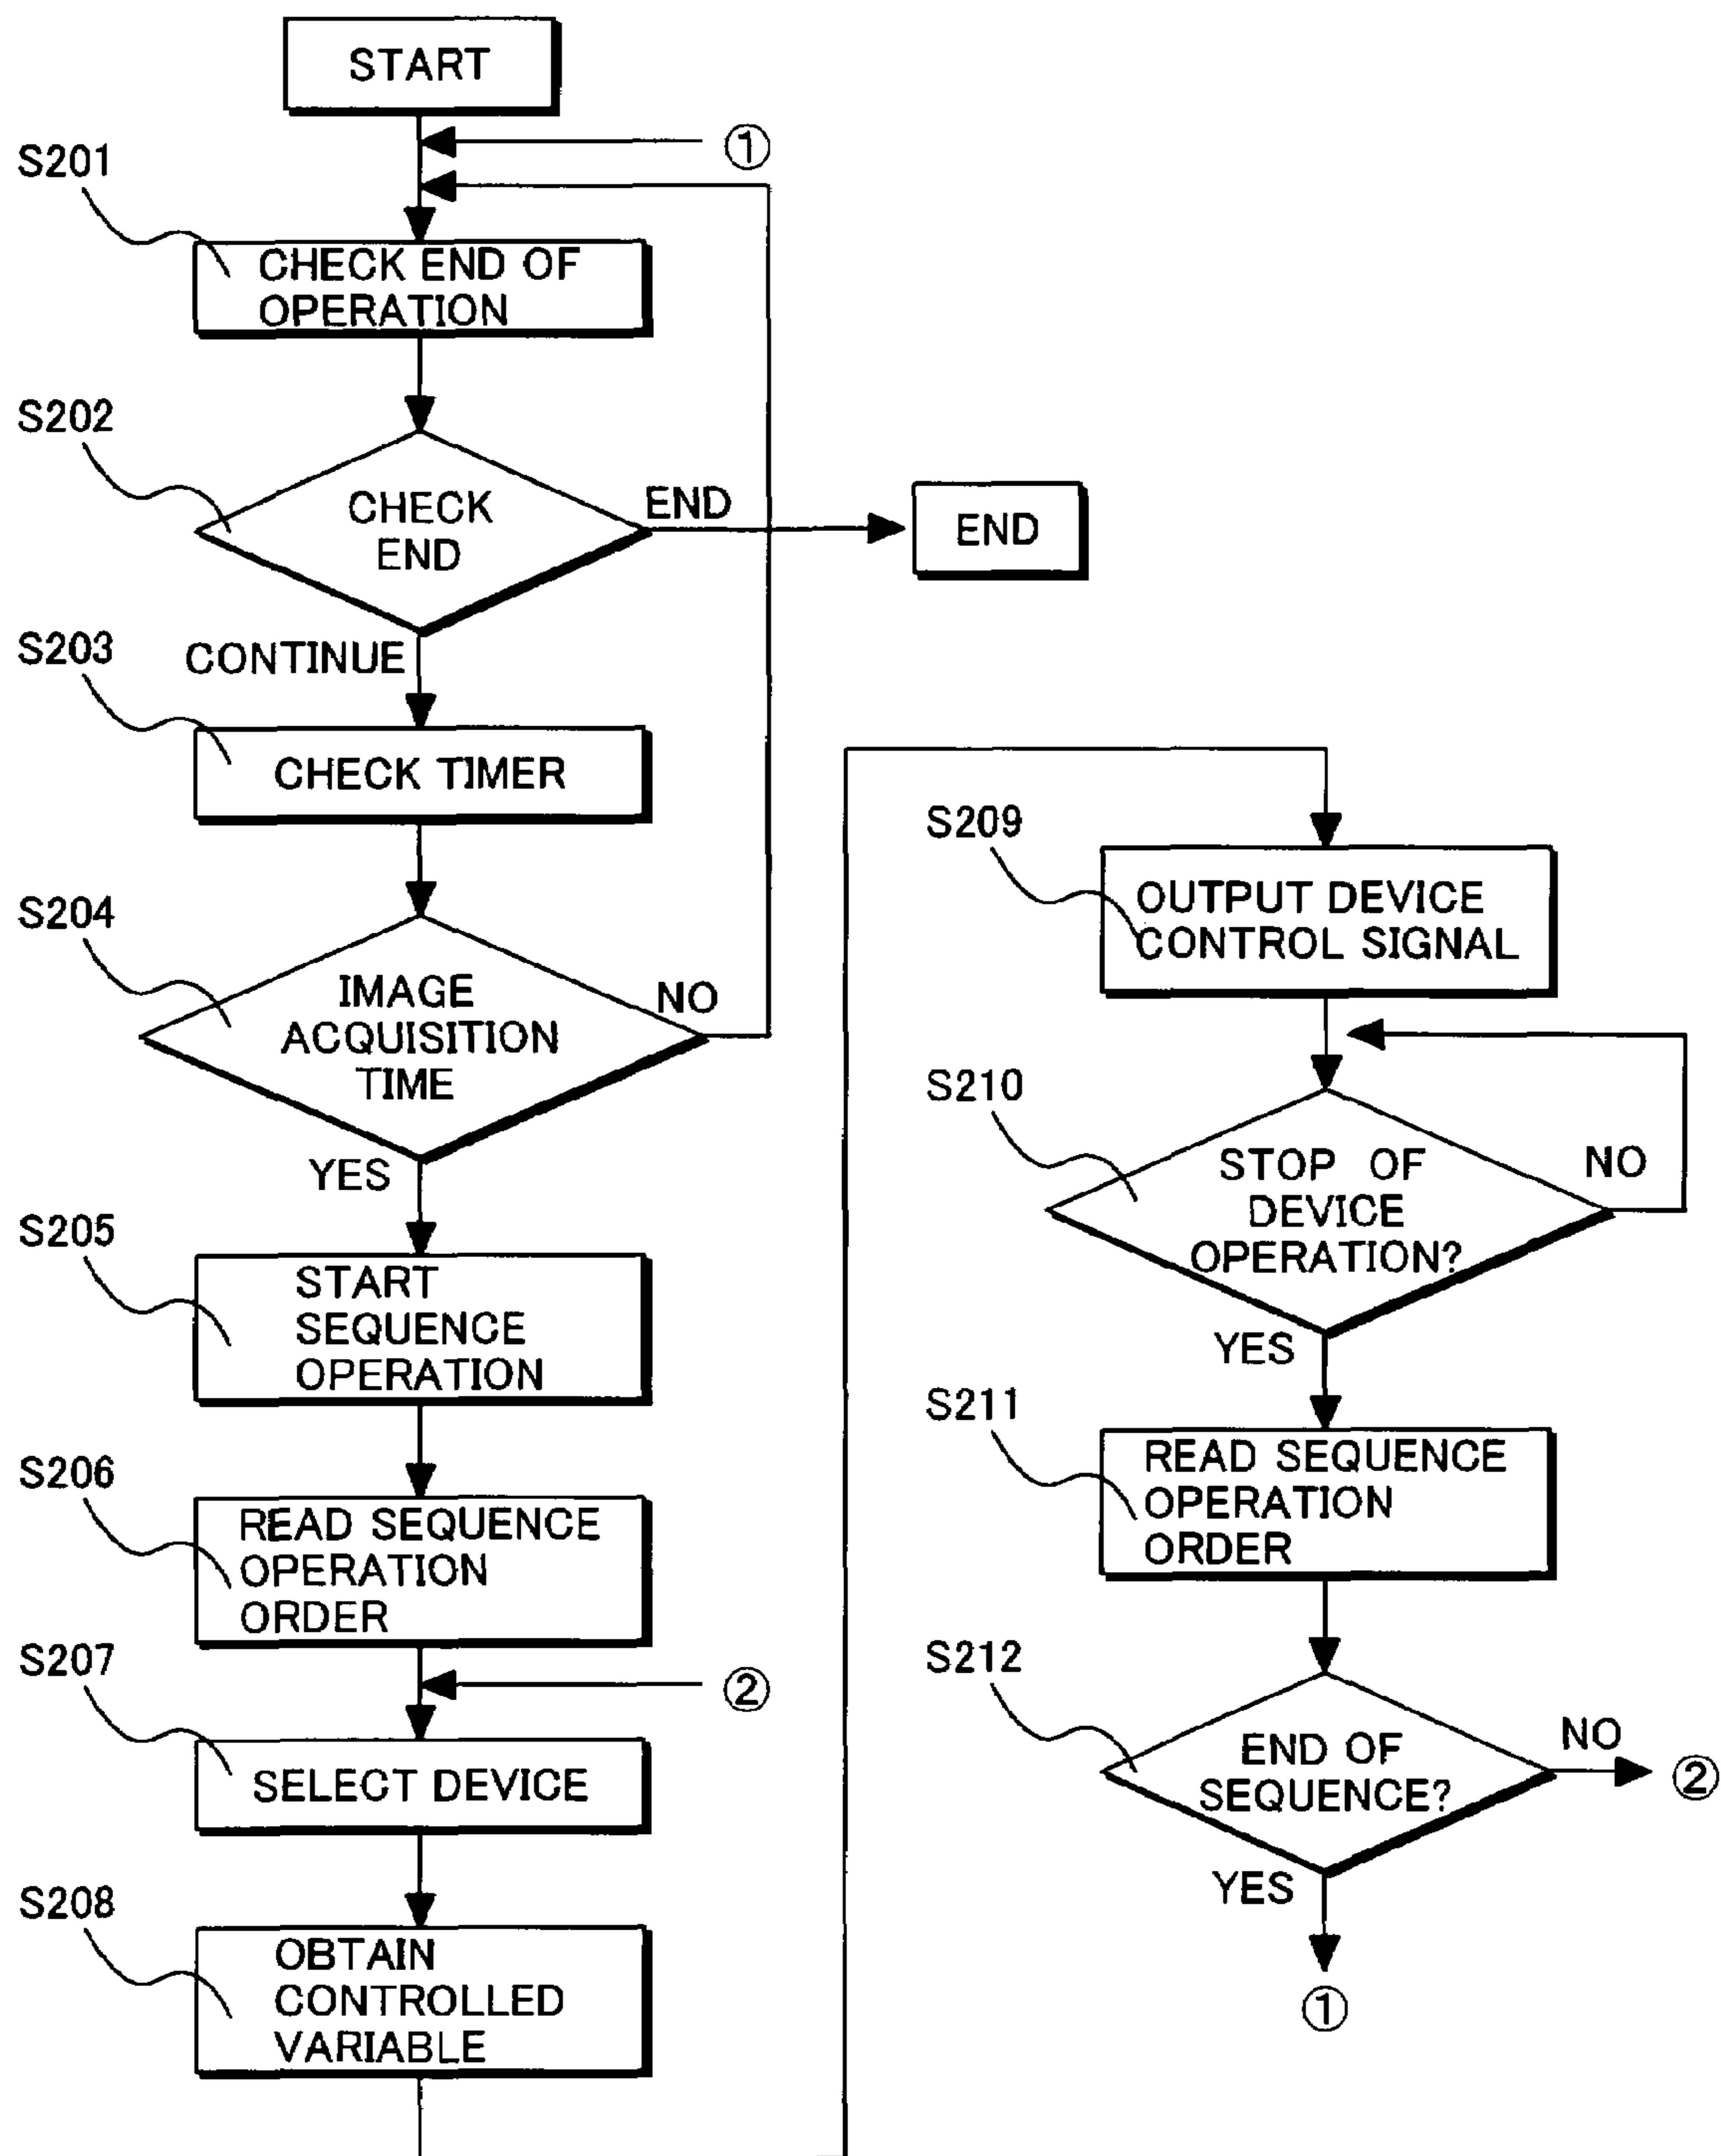 START
①
S201
CHECK END OF
OPERATION
S202
CHECK
END
END
END
CONTINUE
S203
CHECK TIMER
S204
IMAGE
ACQUISITION
TIME
NO
YES
S205
START
SEQUENCE
OPERATION
S206
READ SEQUENCE
OPERATION
ORDER
②
S207
SELECT DEVICE
S208
OBTAIN
CONTROLLED
VARIABLE
S209
OUTPUT DEVICE
CONTROL SIGNAL
S210
STOP OF
DEVICE
OPERATION?
NO
YES
S211
READ SEQUENCE
OPERATION
ORDER
S212
END OF
SEQUENCE?
NO
②
YES
①